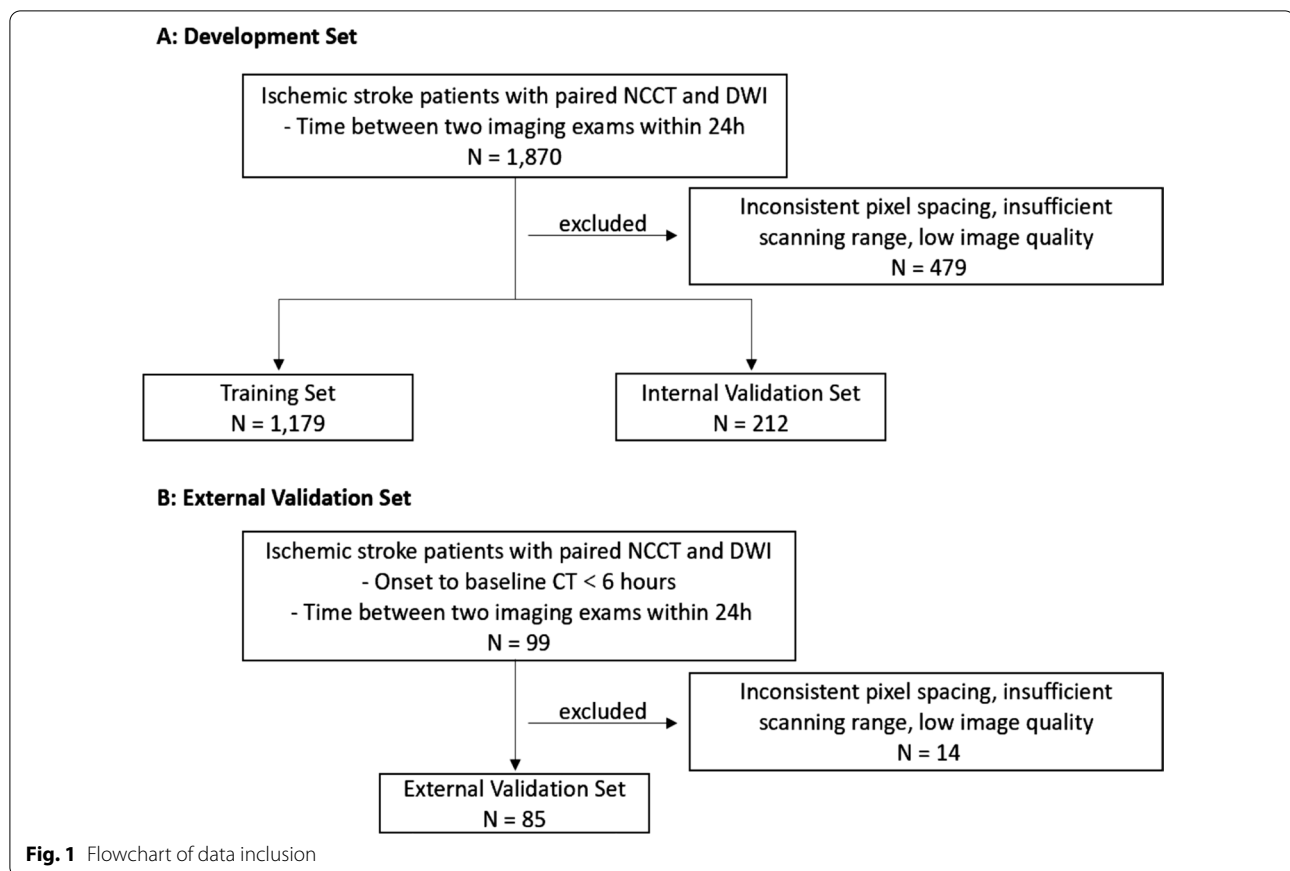 A: Development Set
Ischemic stroke patients with paired NCCT and DWI
- Time between two imaging exams within 24h
N = 1,870
excluded
Inconsistent pixel spacing, insufficient
scanning range, low image quality
N = 479
Training Set
N = 1,179
Internal Validation Set
N = 212
B: External Validation Set
Ischemic stroke patients with paired NCCT and DWI
- Onset to baseline CT < 6 hours
- Time between two imaging exams within 24h
N = 99
excluded
Inconsistent pixel spacing, insufficient
scanning range, low image quality
N = 14
External Validation Set
N = 85
Fig. 1 Flowchart of data inclusion